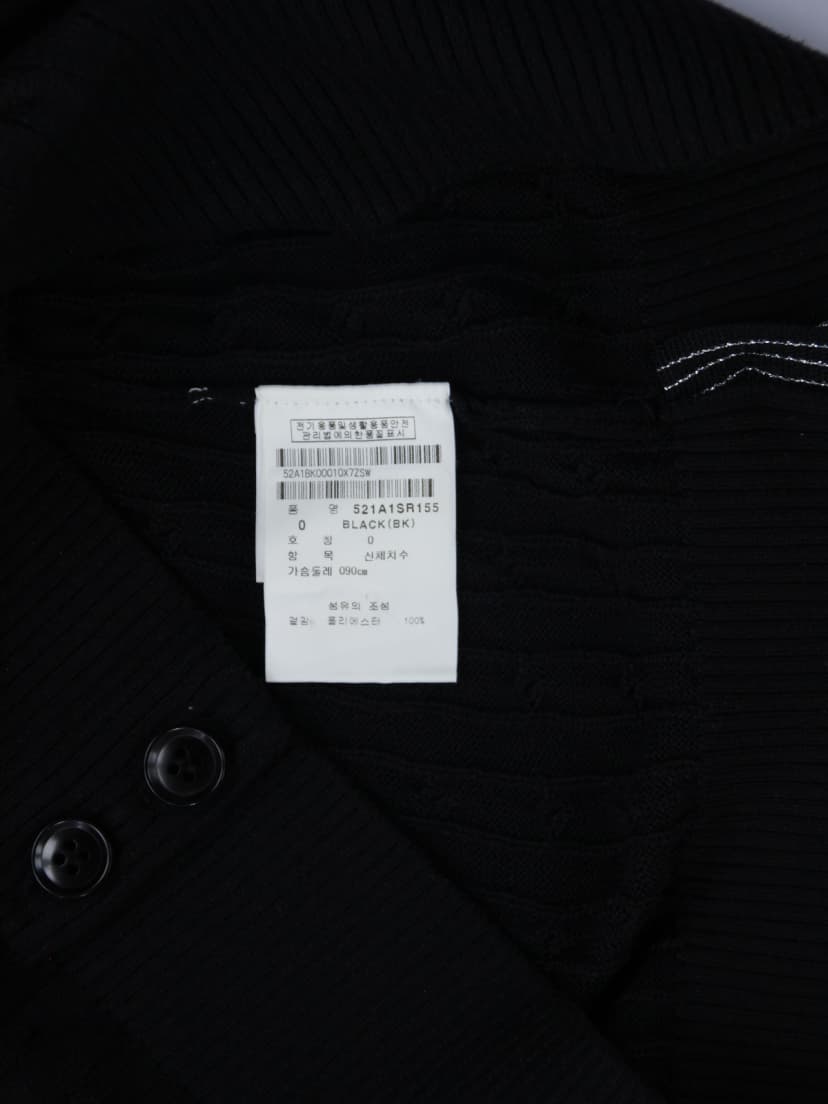 전기용품및생활용품안전
관리법에의한품질표시
52A1BK00010X7ZSW
품 명 521A1SR155
0 BLACK(BK)
호 칭 0
항 목 신체치수
가슴둘레 090cm
섬유의 조성
겉감 폴리에스터 100%